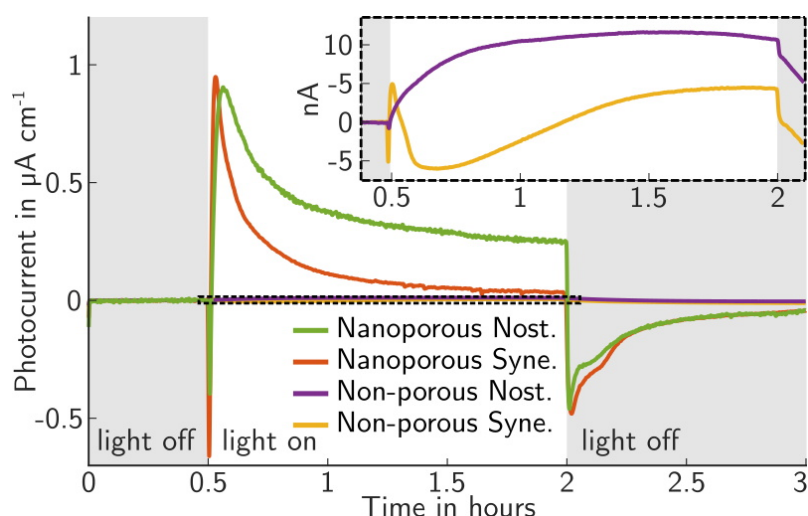 Photocurrent in µA cm⁻¹
1
0.5
0
-0.5
nA
10
-5
0
-5
0.5
1
1.5
2
Nanoporous Nost.
Nanoporous Syne.
Non-porous Nost.
Non-porous Syne.
light off
light on
light off
0
0.5
1
1.5
2
2.5
3
Time in hours